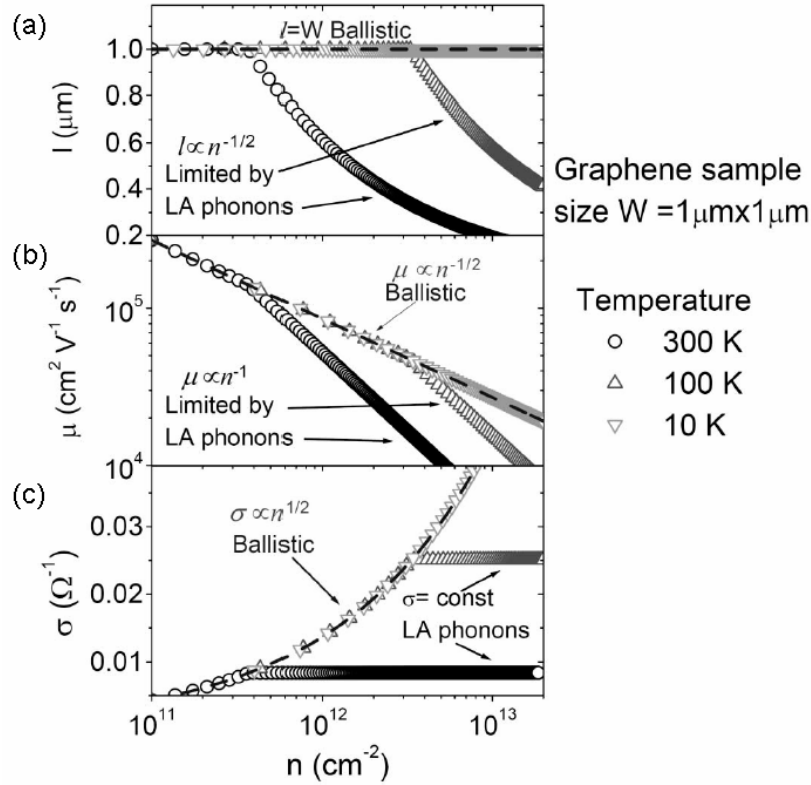 (a)
l=W Ballistic
1.0
0.8
0.6
0.4
0.2
l (μm)
l∝n^-1/2
Limited by
LA phonons
Graphene sample
size W =1μmx1μm
(b)
μ∝n^-1/2
Ballistic
10^5
10^4
μ (cm^2 V^-1 s^-1)
μ∝n^-1
Limited by
LA phonons
Temperature
300 K
100 K
10 K
(c)
σ∝n^1/2
Ballistic
0.03
0.02
0.01
σ (Ω^-1)
σ= const
LA phonons
10^11
10^12
10^13
n (cm^-2)